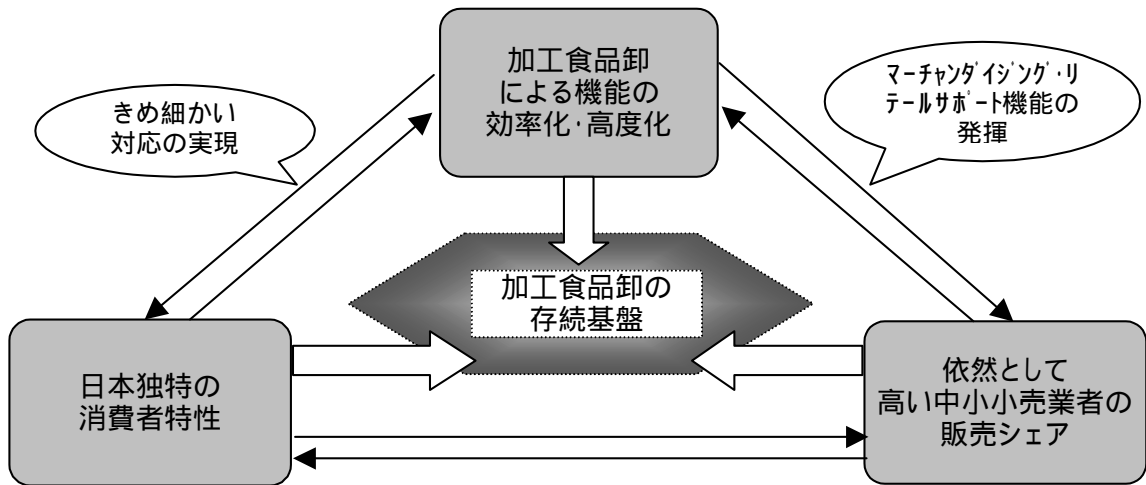 加工食品卸
による機能の
効率化・高度化
きめ細かい
対応の実現
ﾏｰﾁｬﾝﾀﾞｲｼﾞﾝｸﾞ・ﾘ
ﾃｰﾙｻﾎﾟｰﾄ機能の
発揮
加工食品卸の
存続基盤
日本独特の
消費者特性
依然として
高い中小小売業者の
販売シェア